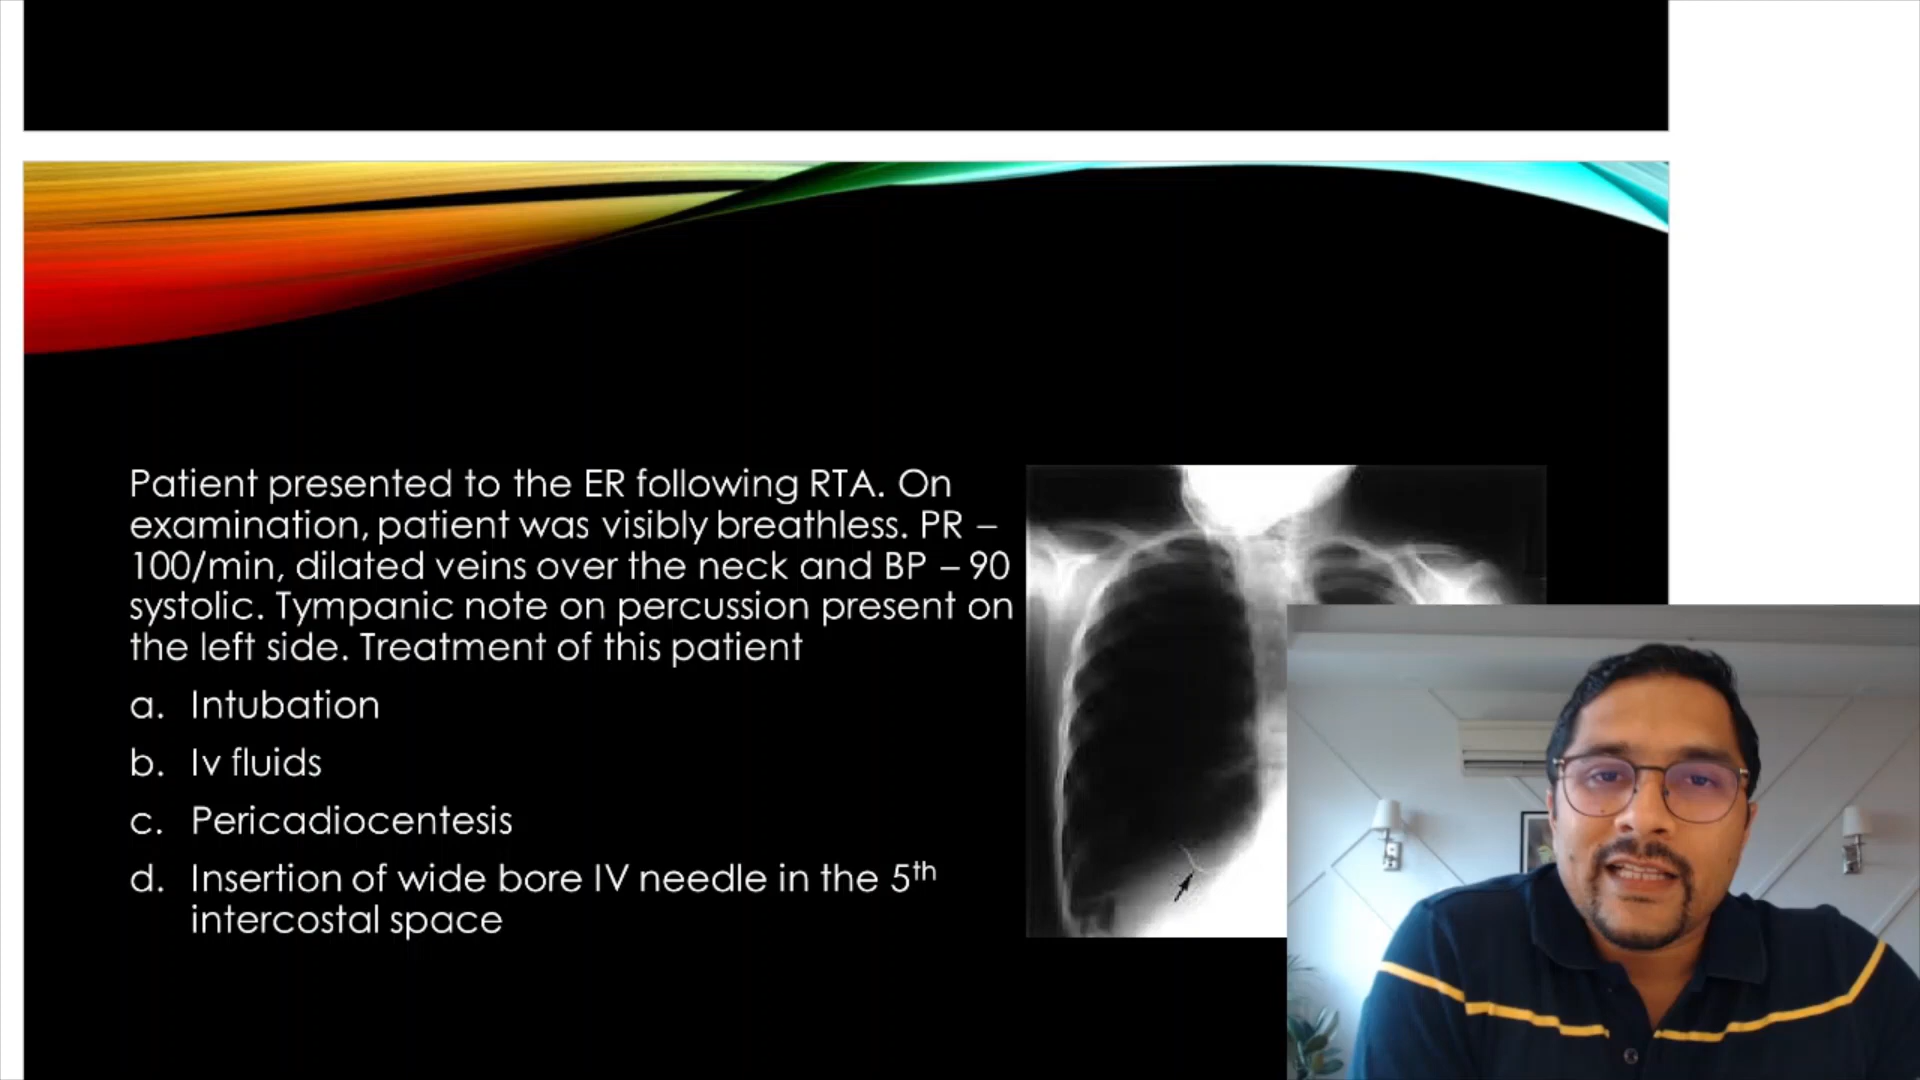 Patient presented to the ER following RTA. On
examination, patient was visibly breathless. PR –
100/min, dilated veins over the neck and BP – 90
systolic. Tympanic note on percussion present on
the left side. Treatment of this patient
a. Intubation
b. Iv fluids
c. Pericadiocentesis
d. Insertion of wide bore IV needle in the 5th
intercostal space